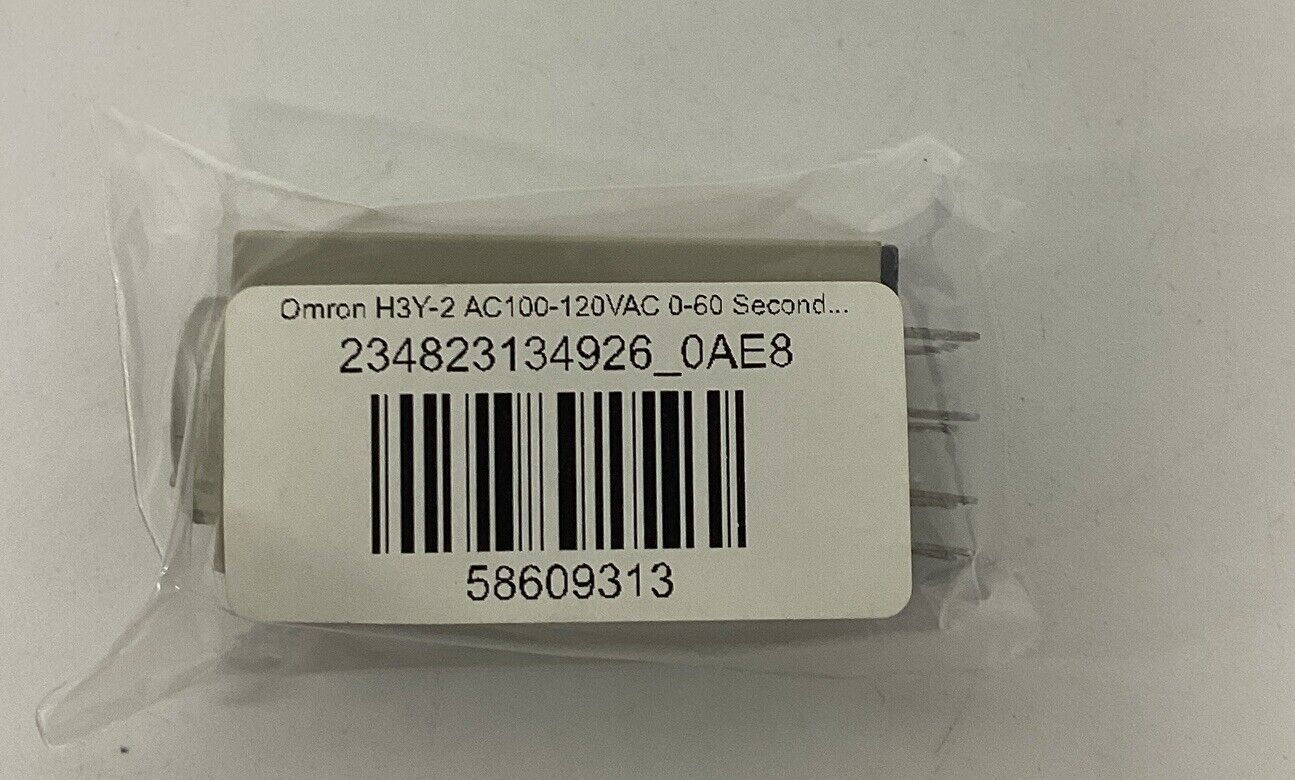 Omron H3Y-2 AC100-120VAC 0-60 Second...
234823134926_0AE8
58609313